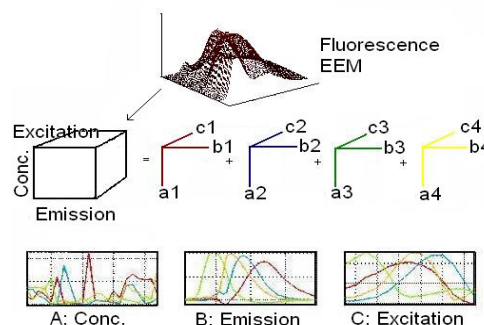 Fluorescence
EEM
Excitation
Conc.
Emission
=
c1
b1
a1
+
c2
b2
a2
+
c3
b3
a3
+
c4
b4
a4
A: Conc.
B: Emission
C: Excitation